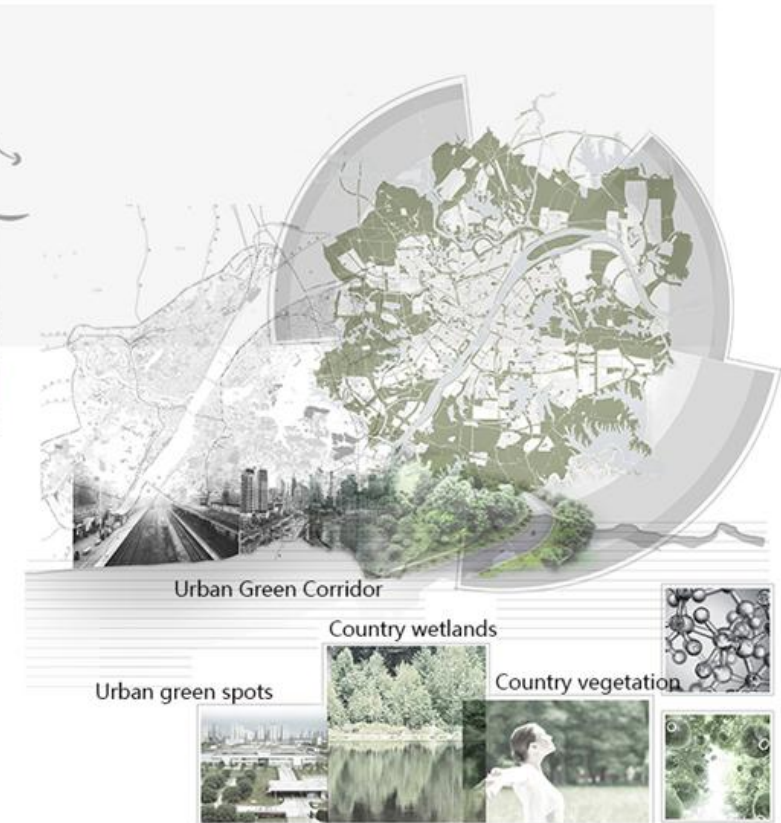 Urban Green Corridor
Country wetlands
Urban green spots
Country vegetation